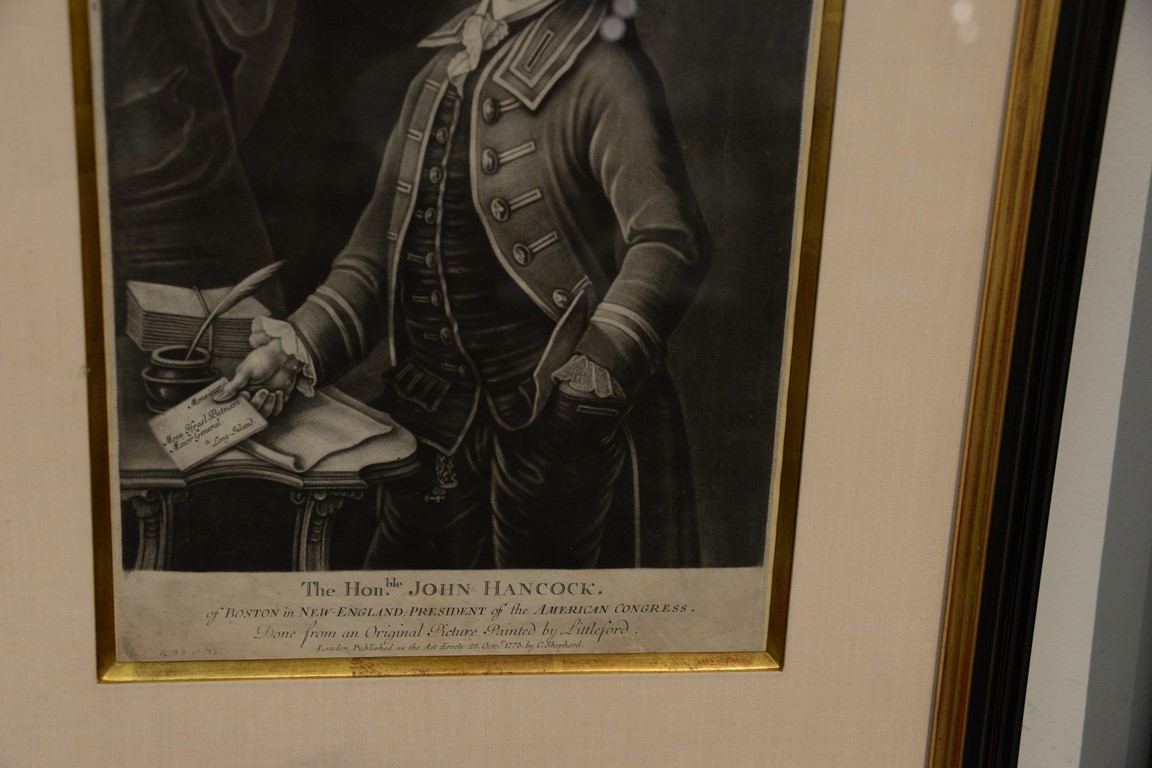 Monsieur
Mons. Israel Putnam
Major General
a Long-Island.
The Hon.ble JOHN HANCOCK.
of BOSTON in NEW-ENGLAND; PRESIDENT of the AMERICAN CONGRESS.
Done from an Original Picture Painted by Littleford.
London, Published as the Act directs 25. Octor. 1775. by C. Shepherd.